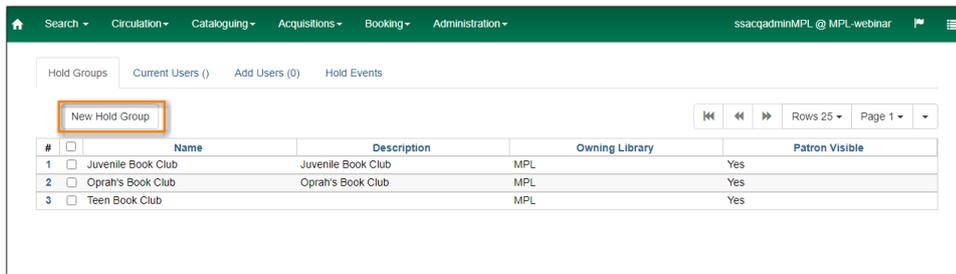 Search Circulation Cataloguing Acquisitions Booking Administration ssacqadminMPL @ MPL-webinar
Hold Groups Current Users () Add Users (0) Hold Events
New Hold Group Rows 25 Page 1
# Name Description Owning Library Patron Visible
1 Juvenile Book Club Juvenile Book Club MPL Yes
2 Oprah's Book Club Oprah's Book Club MPL Yes
3 Teen Book Club MPL Yes